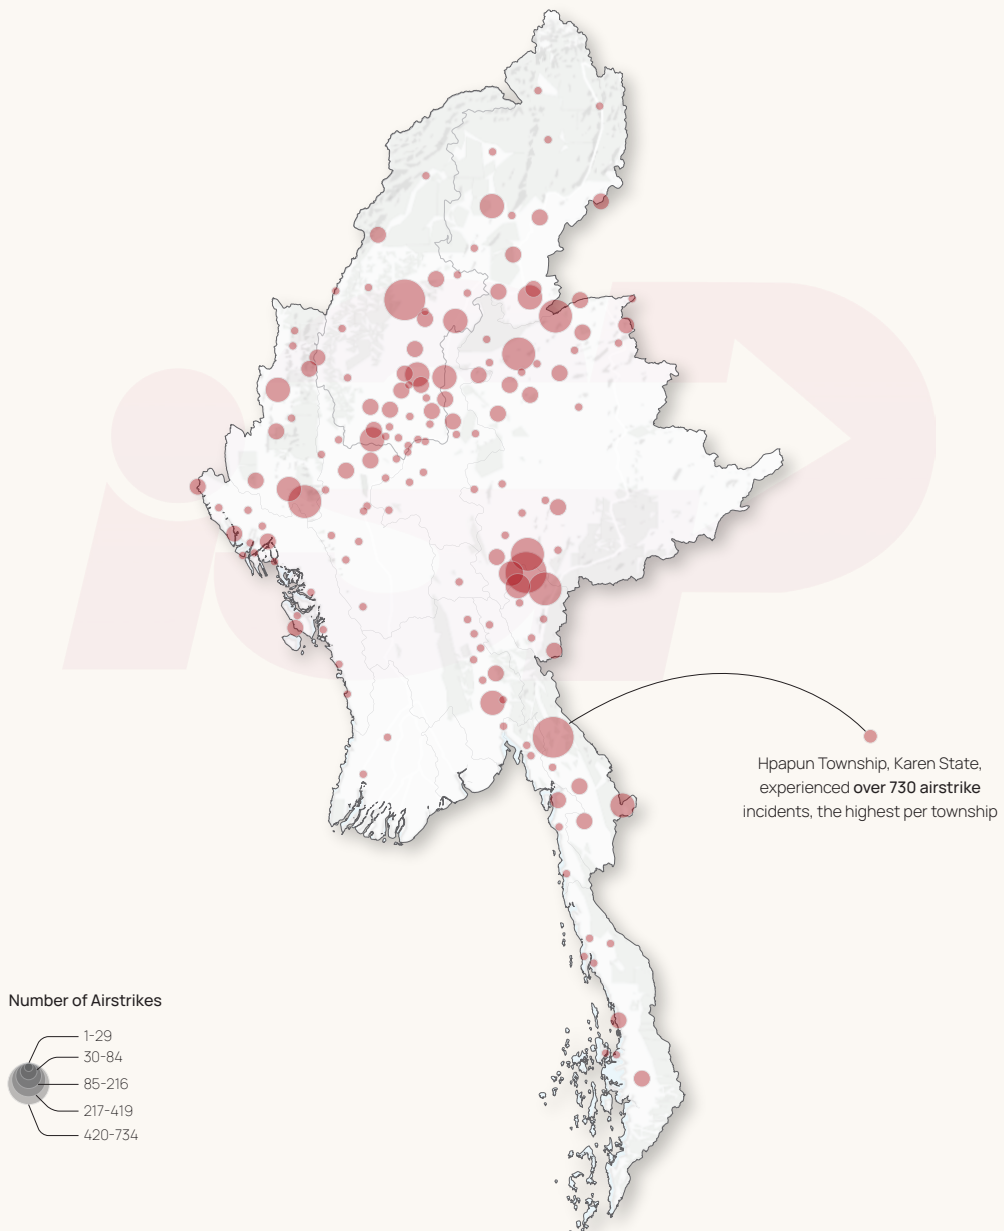 iSP
Hpapun Township, Karen State,
experienced over 730 airstrike
incidents, the highest per township
Number of Airstrikes
1-29
30-84
85-216
217-419
420-734